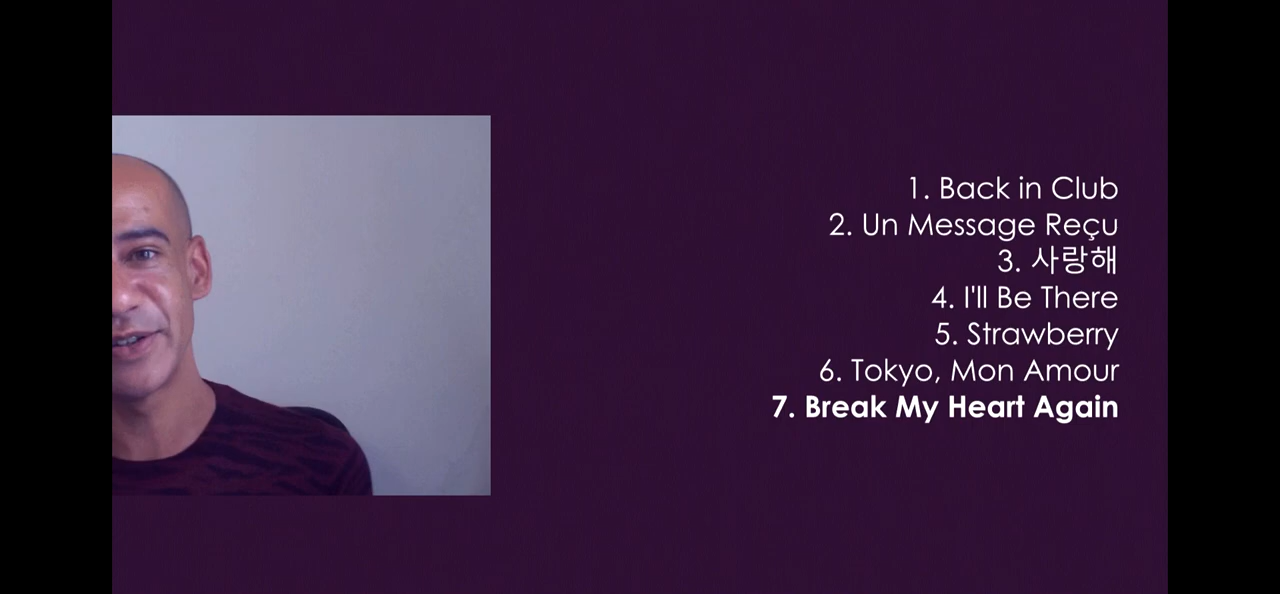 1. Back in Club
2. Un Message Reçu
3. 사랑해
4. I'll Be There
5. Strawberry
6. Tokyo, Mon Amour
7. Break My Heart Again